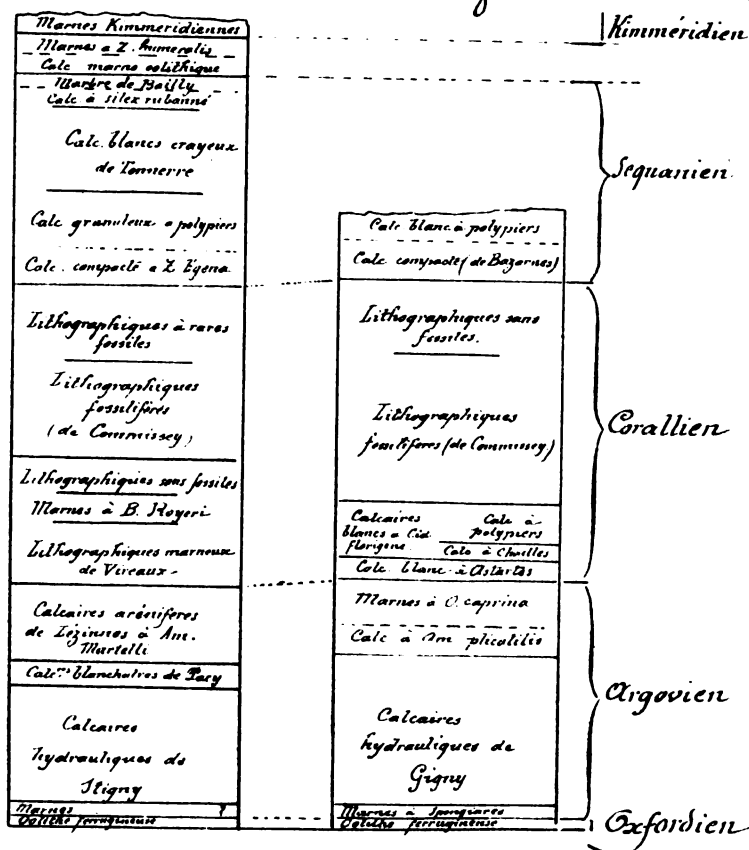 Marnes Kimméridiennes
Marnes a Z. humeralis
Calc marno oolithique
Marbre de Bailly
Calc à silex rubanné
Calc. blancs crayeux
de Tonnerre
Calc granuleux a polypiers
Calc. compacte a Z Egena
Lithographiques à rares
fossiles
Lithographiques
fossilifères
(de Commissey)
Lithographiques sans fossiles
Marnes à B. Royeri
Lithographiques marneux
de Vireaux
Calcaires arénifères
de Lézinnes à Am.
Martelli
blanchatres de Pacy
Calcaires
hydrauliques de
Stigny
Marnes ?
Oolithe ferrugineuse
Calc blanc à polypiers
Calc compacte (de Bazarnes)
Lithographiques sans
fossiles.
Lithographiques
fossilifères (de Commissey)
Calcaires
blancs a Cid
florigena
Calc à
polypiers
Calc à Chailles
Calc blanc à Astartes
Marnes à O. caprina
Calc à Am plicatilis
Calcaires
hydrauliques de
Gigny
Marnes à Spongiaires
Oolithe ferrugineuse
Kimméridien
Sequanien
Corallien
Argovien
Oxfordien